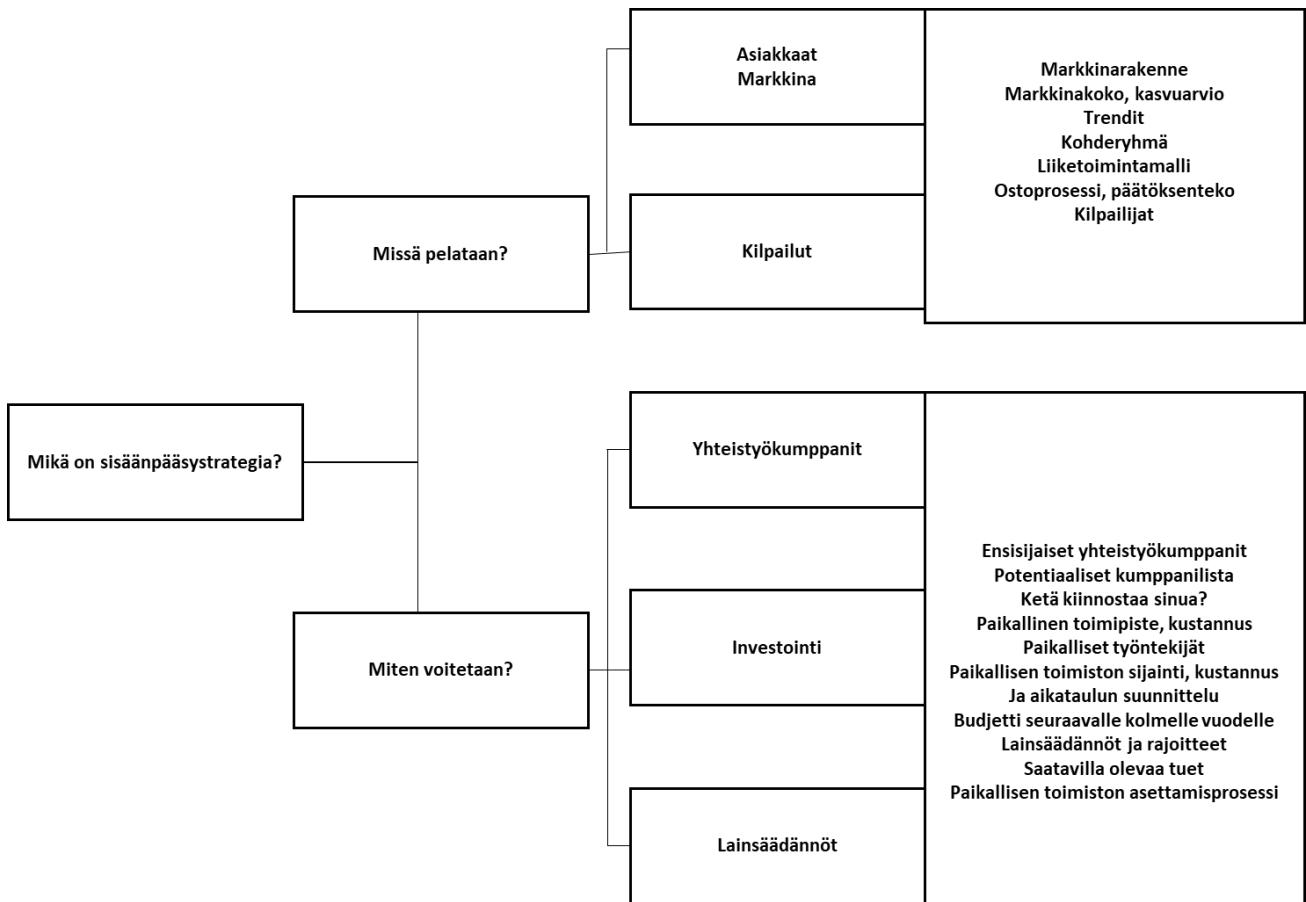 Asiakkaat
Markkina
Markkinarakenne
Markkinakoko, kasvuarvio
Trendit
Kohderyhmä
Liiketoimintamalli
Ostoprosessi, päätöksenteko
Kilpailijat
Missä pelataan?
Kilpailut
Mikä on sisäänpääsystrategia?
Yhteistyökumppanit
Miten voitetaan?
Investointi
Lainsäädännöt
Ensisijaiset yhteistyökumppanit
Potentiaaliset kumppanilista
Ketä kiinnostaa sinua?
Paikallinen toimipiste, kustannus
Paikalliset työntekijät
Paikallisen toimiston sijainti, kustannus
Ja aikataulun suunnittelu
Budjetti seuraavalle kolmelle vuodelle
Lainsäädännöt ja rajoitteet
Saatavilla olevaa tuet
Paikallisen toimiston asettamisprosessi